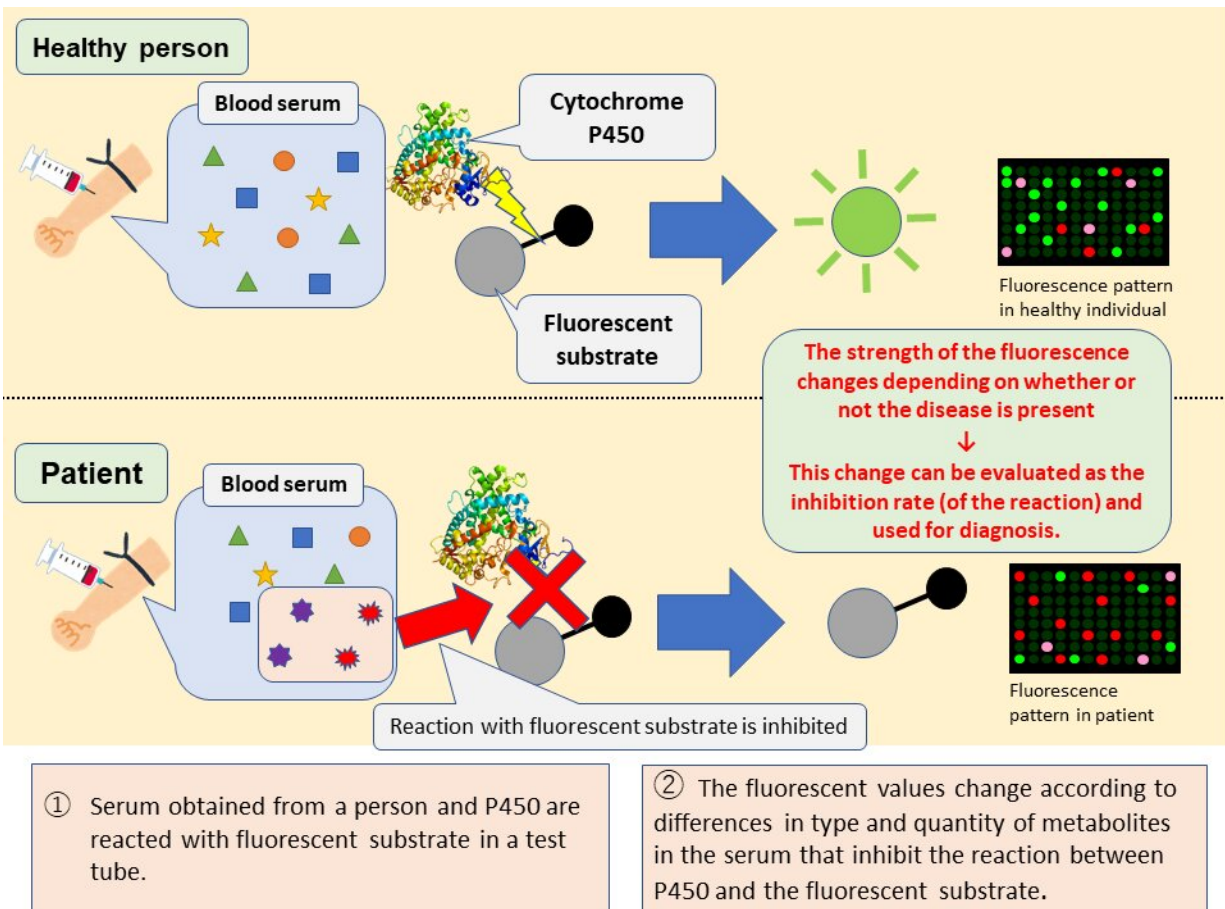 Healthy person
Blood serum
Cytochrome
P450
Fluorescent
substrate
Fluorescence pattern
in healthy individual
The strength of the fluorescence
changes depending on whether or
not the disease is present
↓
This change can be evaluated as the
inhibition rate (of the reaction) and
used for diagnosis.
Patient
Blood serum
Reaction with fluorescent substrate is inhibited
Fluorescence
pattern in patient
① Serum obtained from a person and P450 are
reacted with fluorescent substrate in a test
tube.
② The fluorescent values change according to
differences in type and quantity of metabolites
in the serum that inhibit the reaction between
P450 and the fluorescent substrate.